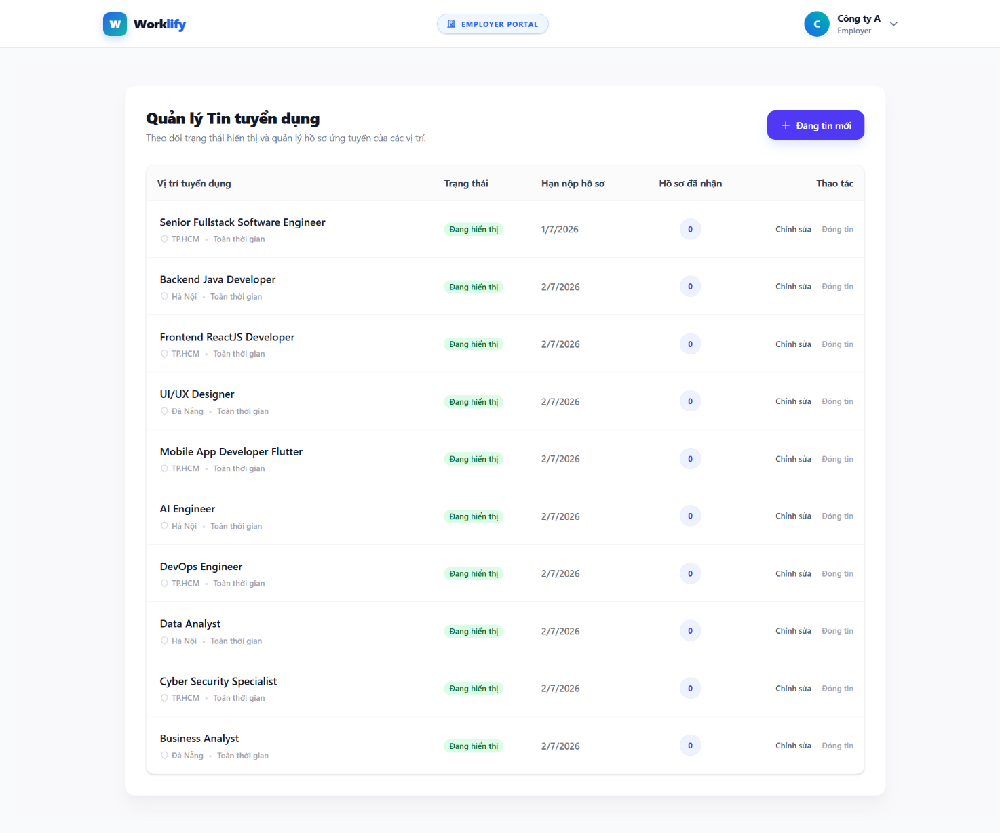 W Worklify
EMPLOYER PORTAL
C
Công ty A
Employer
Quản lý Tin tuyển dụng
Theo dõi trạng thái hiển thị và quản lý hồ sơ ứng tuyển của các vị trí.
+ Đăng tin mới
Vị trí tuyển dụng Trạng thái Hạn nộp hồ sơ Hồ sơ đã nhận Thao tác
Senior Fullstack Software Engineer
TP.HCM • Toàn thời gian
Đang hiển thị 1/7/2026 0 Chỉnh sửa Đóng tin
Backend Java Developer
Hà Nội • Toàn thời gian
Đang hiển thị 2/7/2026 0 Chỉnh sửa Đóng tin
Frontend ReactJS Developer
TP.HCM • Toàn thời gian
Đang hiển thị 2/7/2026 0 Chỉnh sửa Đóng tin
UI/UX Designer
Đà Nẵng • Toàn thời gian
Đang hiển thị 2/7/2026 0 Chỉnh sửa Đóng tin
Mobile App Developer Flutter
TP.HCM • Toàn thời gian
Đang hiển thị 2/7/2026 0 Chỉnh sửa Đóng tin
AI Engineer
Hà Nội • Toàn thời gian
Đang hiển thị 2/7/2026 0 Chỉnh sửa Đóng tin
DevOps Engineer
TP.HCM • Toàn thời gian
Đang hiển thị 2/7/2026 0 Chỉnh sửa Đóng tin
Data Analyst
Hà Nội • Toàn thời gian
Đang hiển thị 2/7/2026 0 Chỉnh sửa Đóng tin
Cyber Security Specialist
TP.HCM • Toàn thời gian
Đang hiển thị 2/7/2026 0 Chỉnh sửa Đóng tin
Business Analyst
Đà Nẵng • Toàn thời gian
Đang hiển thị 2/7/2026 0 Chỉnh sửa Đóng tin